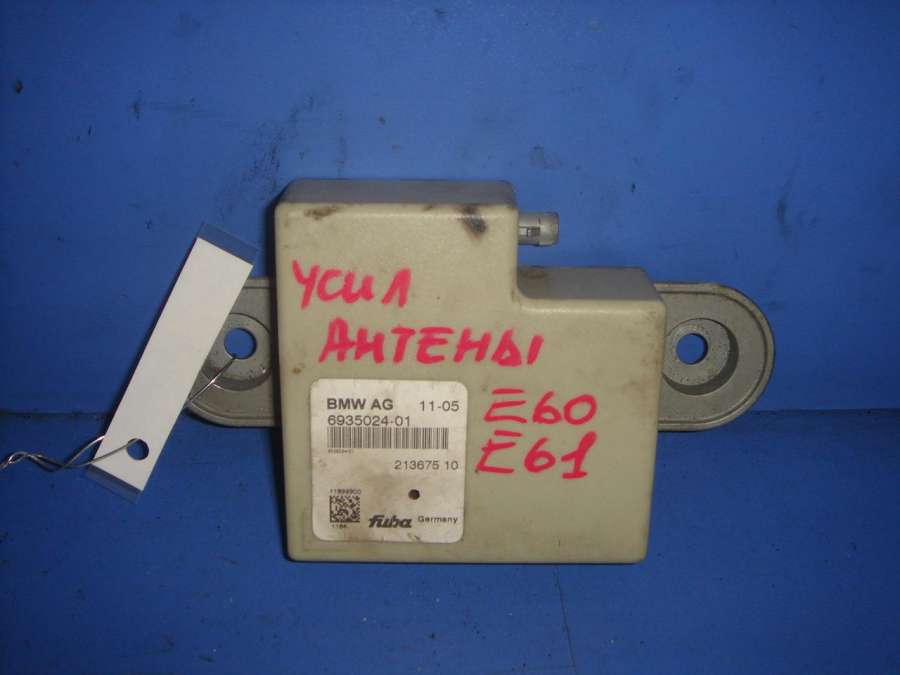 УСИЛ
АНТЕНЫ
E60
E61
BMW AG 11-05
6935024-01
213675 10
fuba Germany